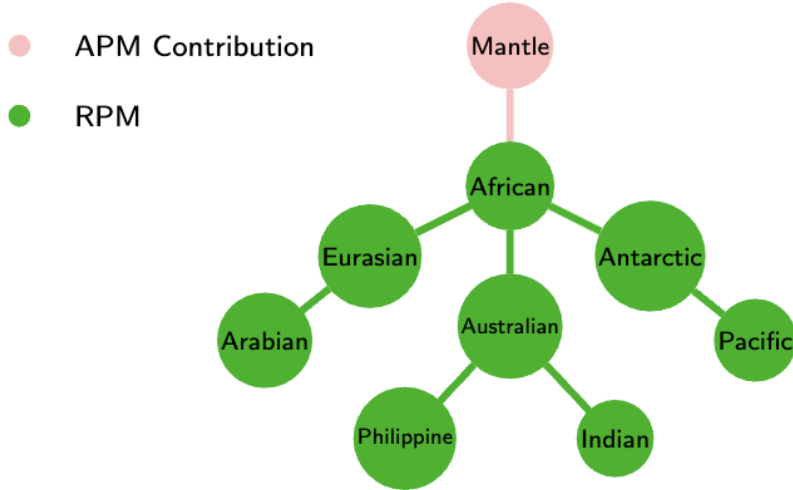 APM Contribution
RPM
Mantle
African
Eurasian
Antarctic
Arabian
Australian
Pacific
Philippine
Indian